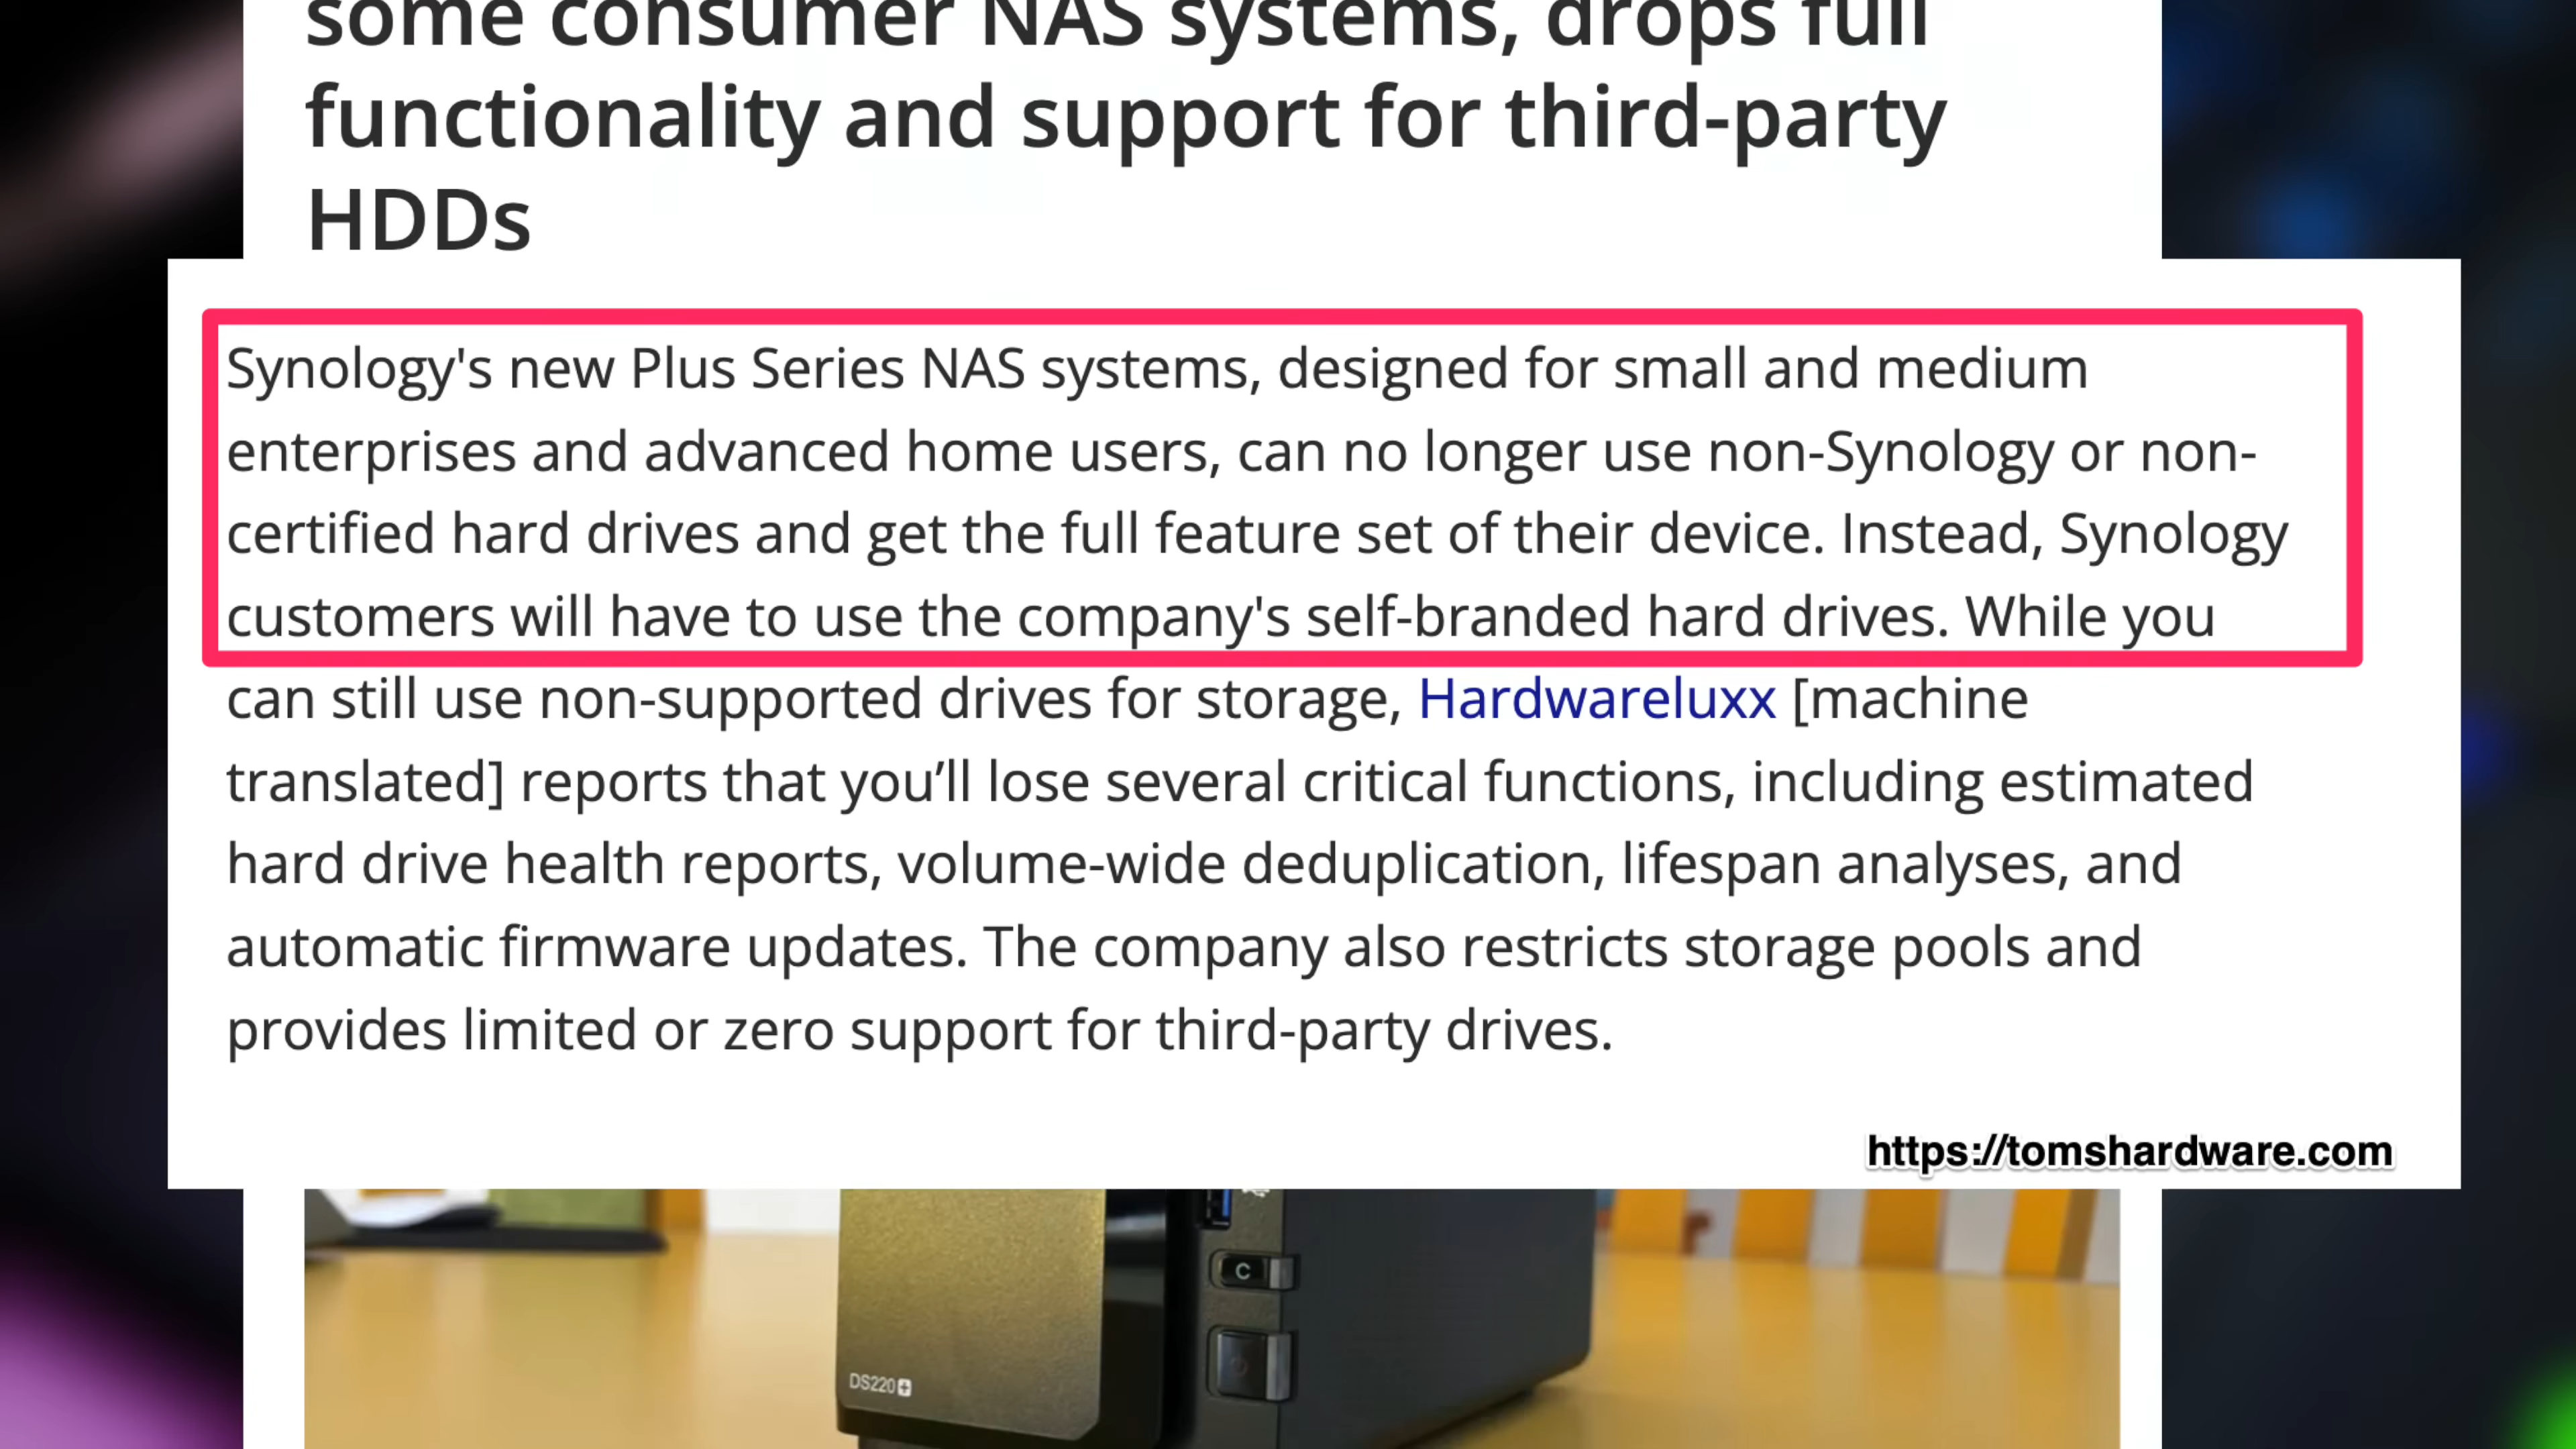 some consumer NAS systems, drops full
functionality and support for third-party
HDDs
Synology's new Plus Series NAS systems, designed for small and medium
enterprises and advanced home users, can no longer use non-Synology or non-
certified hard drives and get the full feature set of their device. Instead, Synology
customers will have to use the company's self-branded hard drives. While you
can still use non-supported drives for storage, Hardwareluxx [machine
translated] reports that you’ll lose several critical functions, including estimated
hard drive health reports, volume-wide deduplication, lifespan analyses, and
automatic firmware updates. The company also restricts storage pools and
provides limited or zero support for third-party drives.
https://tomshardware.com
C
DS220+